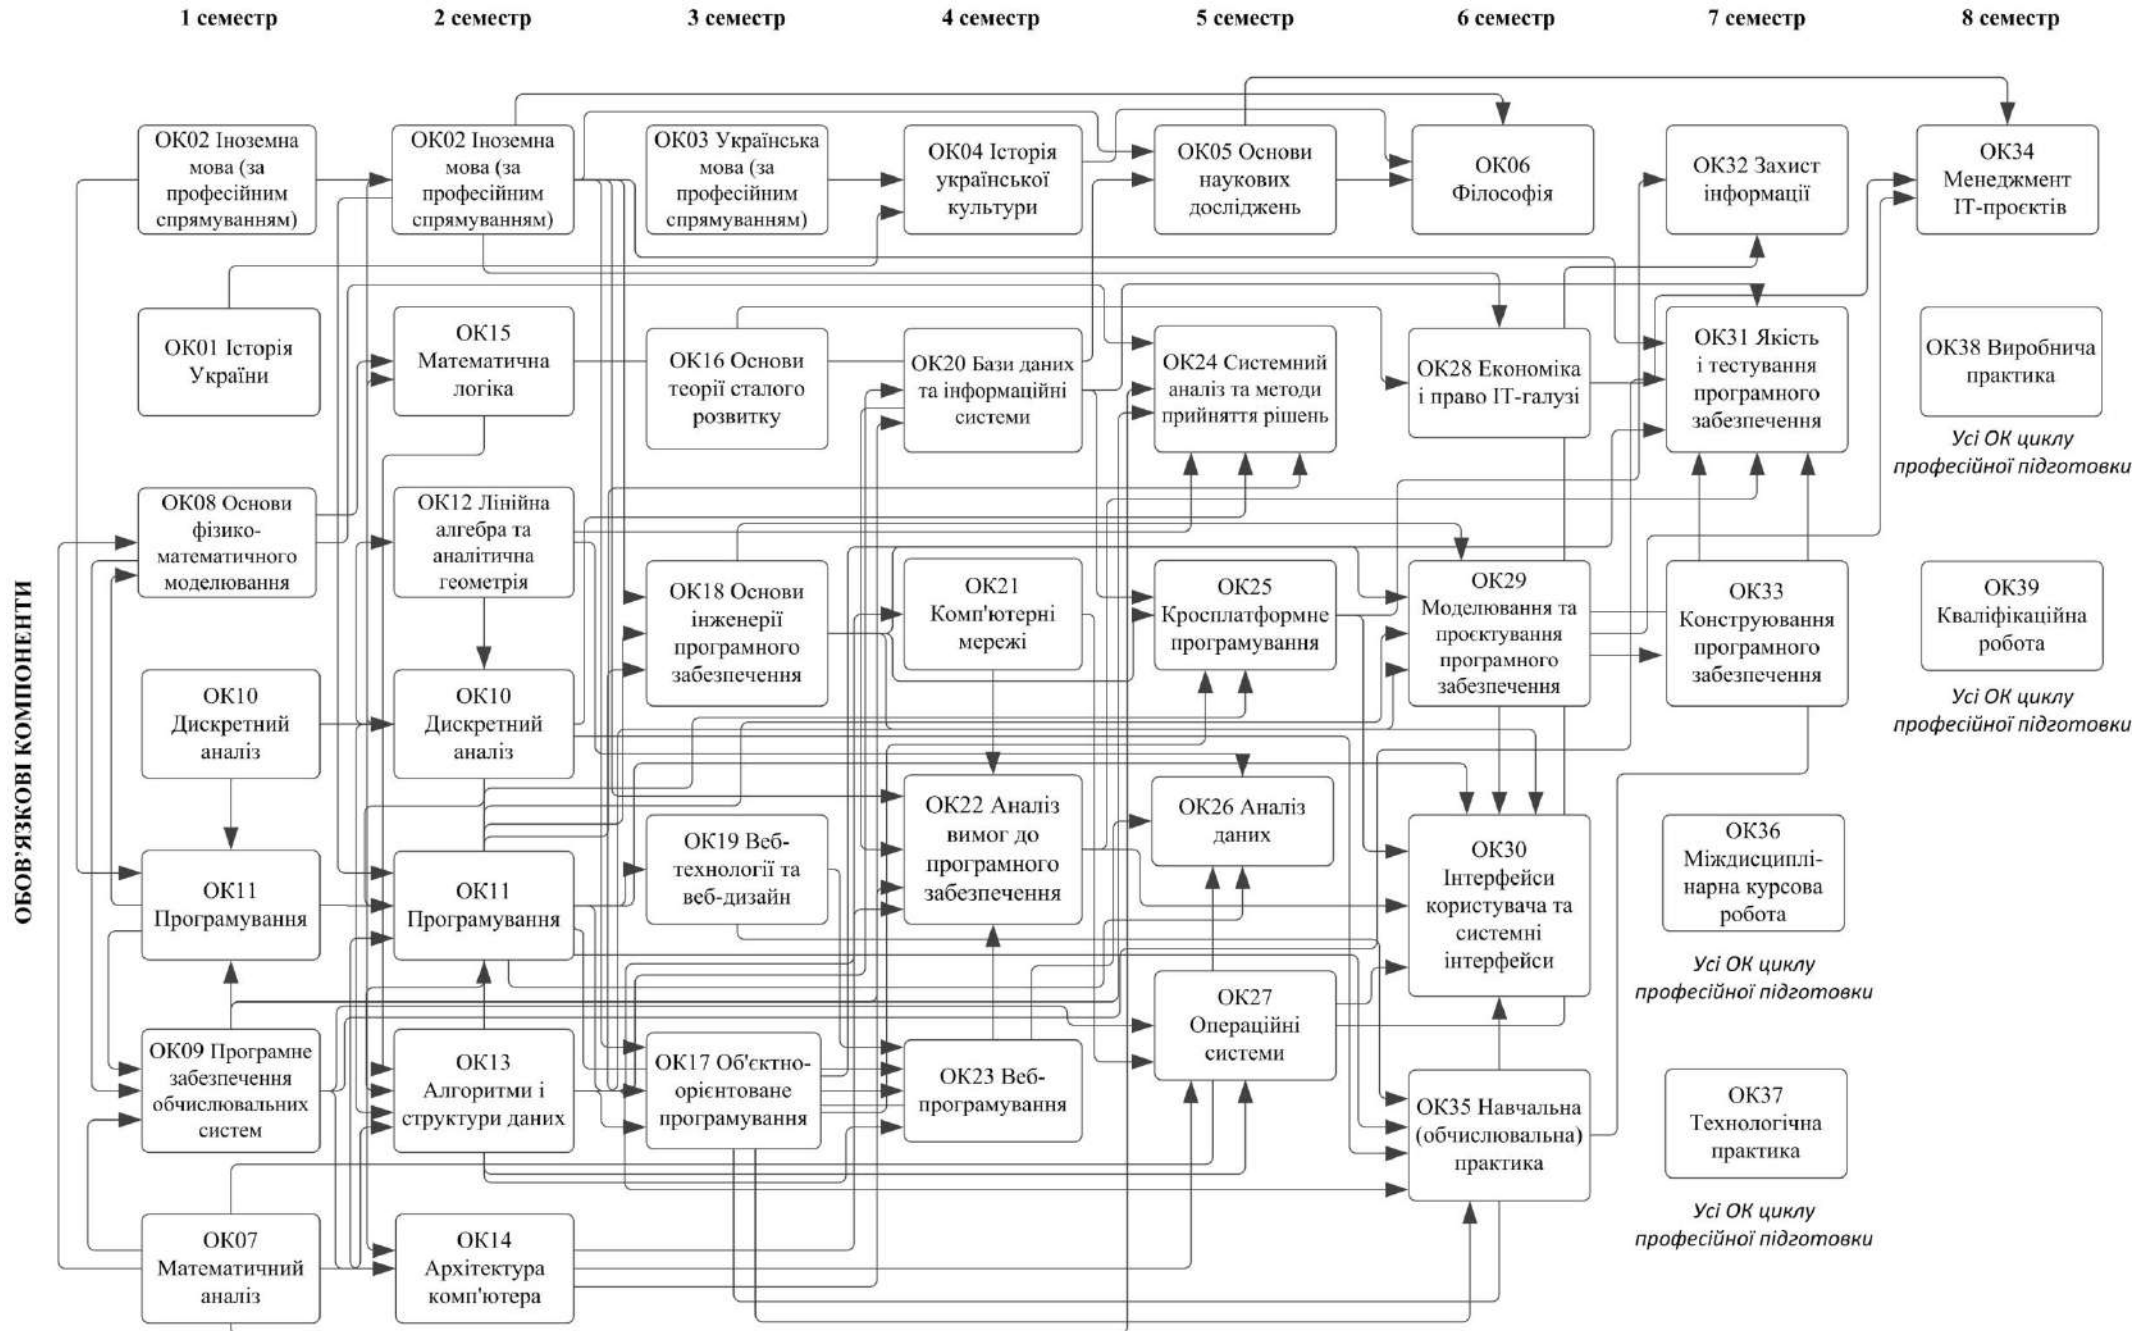 1 семестр
2 семестр
3 семестр
4 семестр
5 семестр
6 семестр
7 семестр
8 семестр
ОБОВ’ЯЗКОВІ КОМПОНЕНТИ
ОК02 Іноземна
мова (за
професійним
спрямуванням)
ОК02 Іноземна
мова (за
професійним
спрямуванням)
ОК03 Українська
мова (за
професійним
спрямуванням)
ОК04 Історія
української
культури
ОК05 Основи
наукових
досліджень
ОК06
Філософія
ОК32 Захист
інформації
ОК34
Менеджмент
ІТ-проєктів
ОК01 Історія
України
ОК15
Математична
логіка
ОК16 Основи
теорії сталого
розвитку
ОК20 Бази даних
та інформаційні
системи
ОК24 Системний
аналіз та методи
прийняття рішень
ОК28 Економіка
і право ІТ-галузі
ОК31 Якість
і тестування
програмного
забезпечення
ОК38 Виробнича
практика
Усі ОК циклу
професійної підготовки
ОК08 Основи
фізико-
математичного
моделювання
ОК12 Лінійна
алгебра та
аналітична
геометрія
ОК18 Основи
інженерії
програмного
забезпечення
ОК21
Комп'ютерні
мережі
ОК25
Кросплатформне
програмування
ОК29
Моделювання та
проєктування
програмного
забезпечення
ОК33
Конструювання
програмного
забезпечення
ОК39
Кваліфікаційна
робота
Усі ОК циклу
професійної підготовки
ОК10
Дискретний
аналіз
ОК10
Дискретний
аналіз
ОК11
Програмування
ОК11
Програмування
ОК19 Веб-
технології та
веб-дизайн
ОК22 Аналіз
вимог до
програмного
забезпечення
ОК26 Аналіз
даних
ОК30
Інтерфейси
користувача та
системні
інтерфейси
ОК36
Міждисциплі-
нарна курсова
робота
Усі ОК циклу
професійної підготовки
ОК09 Програмне
забезпечення
обчислювальних
систем
ОК13
Алгоритми і
структури даних
ОК17 Об'єктно-
орієнтоване
програмування
ОК23 Веб-
програмування
ОК27
Операційні
системи
ОК35 Навчальна
(обчислювальна)
практика
ОК37
Технологічна
практика
Усі ОК циклу
професійної підготовки
ОК07
Математичний
аналіз
ОК14
Архітектура
комп'ютера